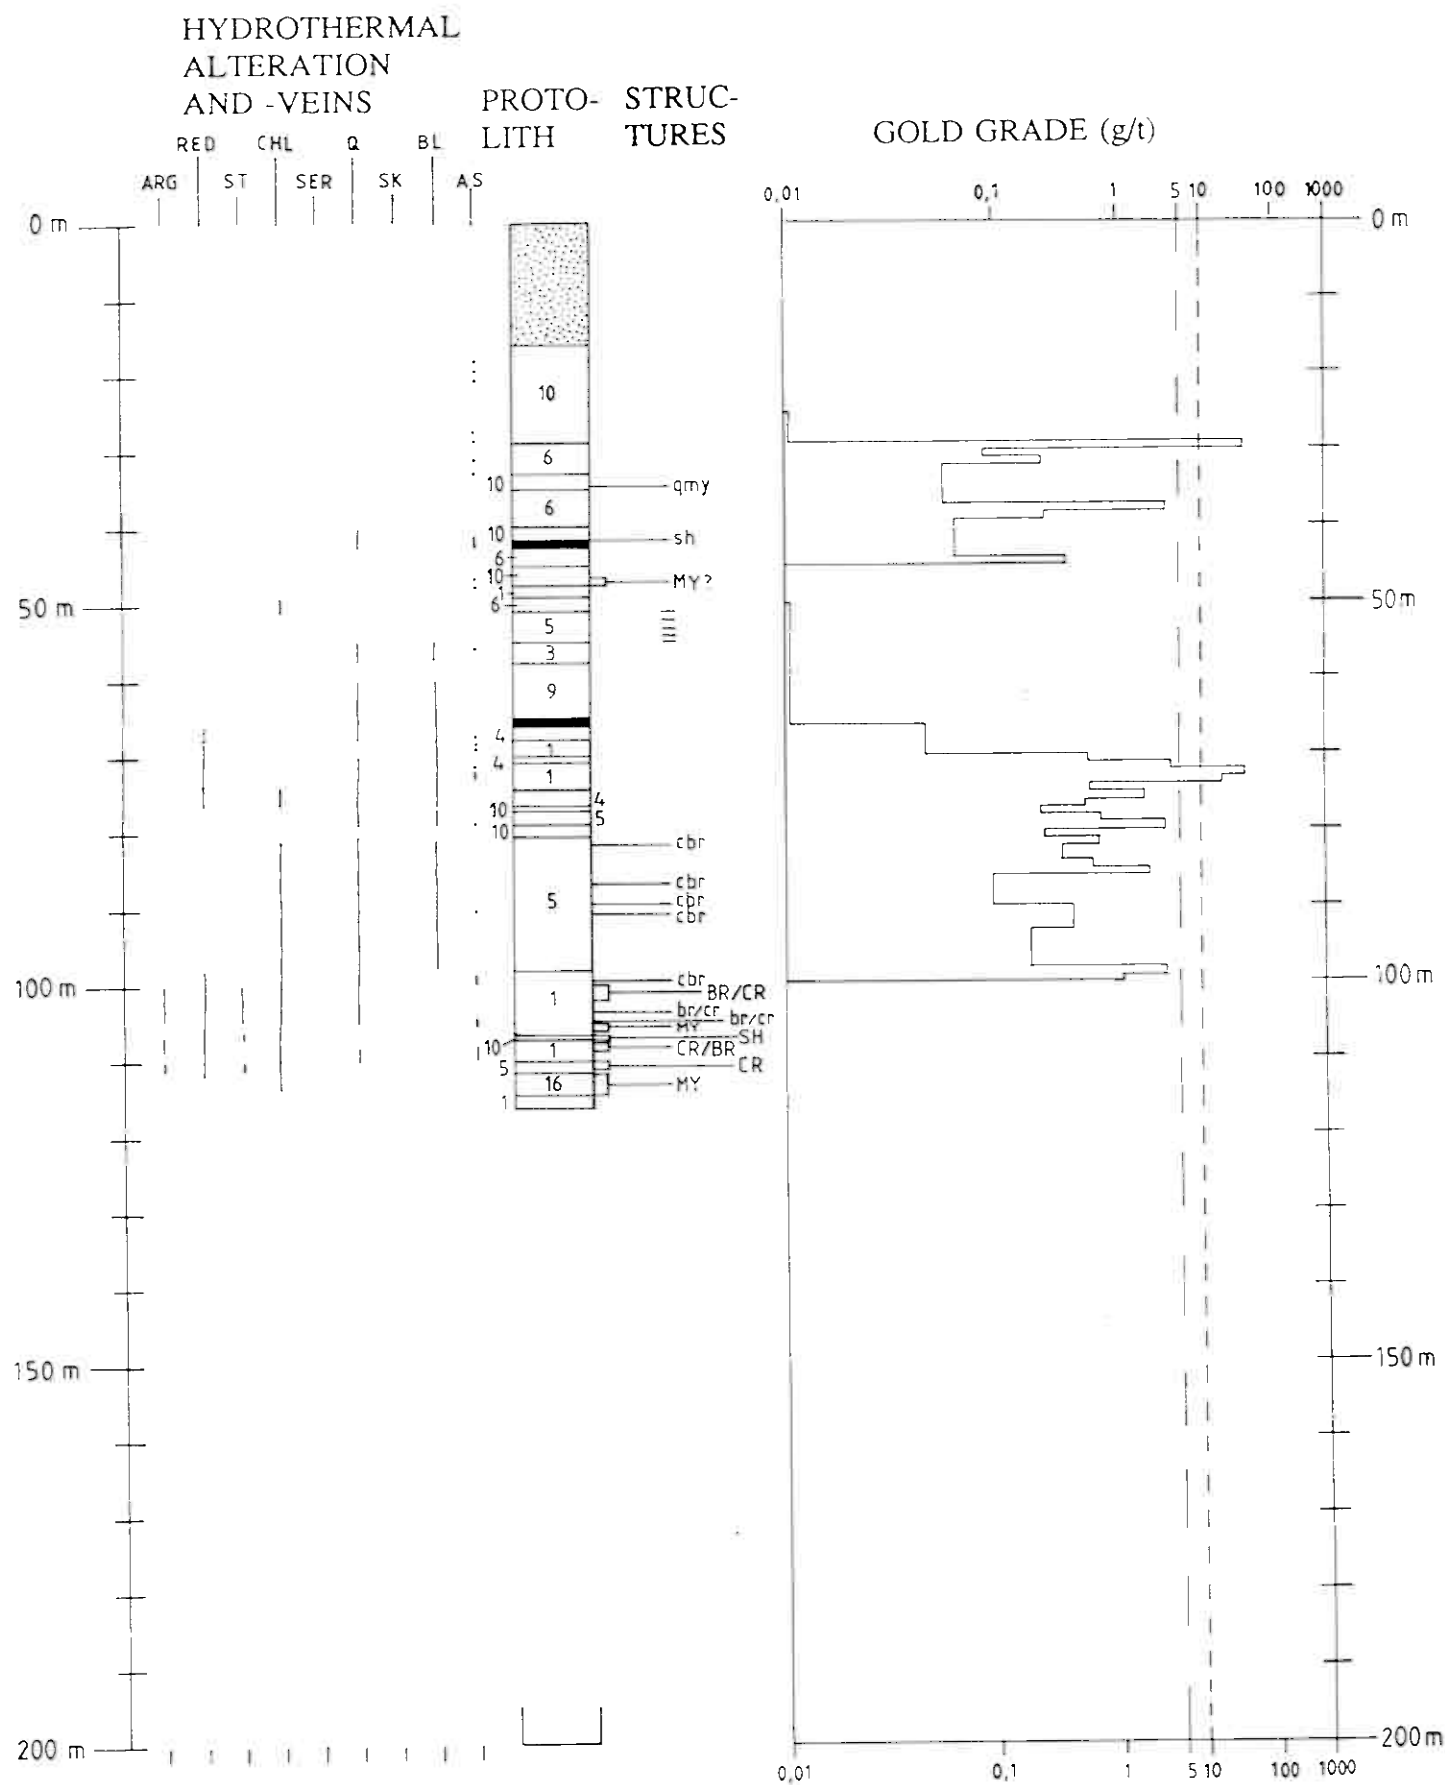 HYDROTHERMAL
ALTERATION
AND -VEINS
PROTO-
LITH
STRUC-
TURES
GOLD GRADE (g/t)
RED CHL Q BL
ARG ST SER SK AS
0,01 0,1 1 5 10 100 1000
0 m 0 m
10
6
10 qmy
6
10 sh
6
10 MY?
1
50 m 6 50 m
5
3
9
4
1
4
1
4
10
5
10
cbr
cbr
5 cbr
cbr
cbr
100 m 1 BR/CR 100 m
br/cr
br/cr
MY
SH
10 1 CR/BR
5 CR
16 MY
1
150 m 150 m
200 m 200 m
0,01 0,1 1 5 10 100 1000